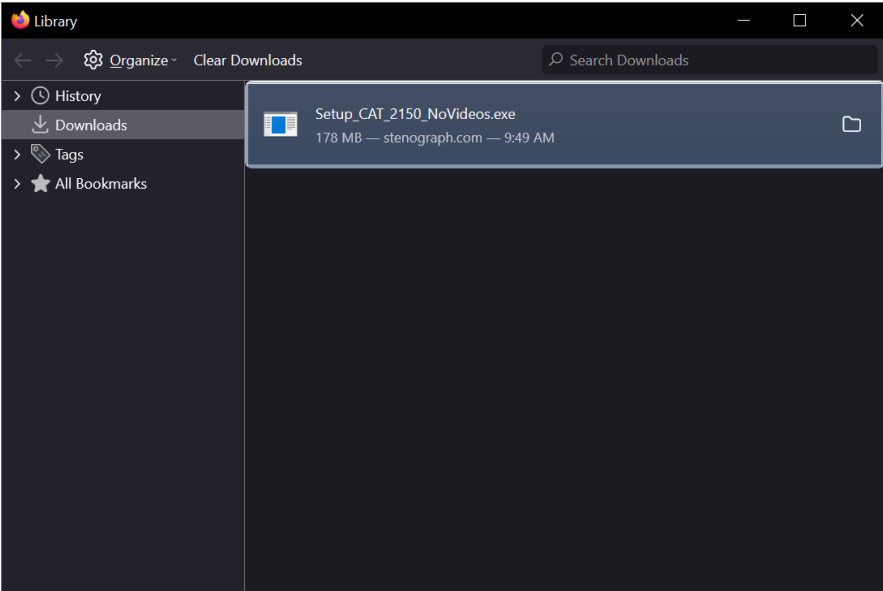 Library
Organize
Clear Downloads
Search Downloads
History
Downloads
Tags
All Bookmarks
Setup_CAT_2150_NoVideos.exe
178 MB — stenograph.com — 9:49 AM